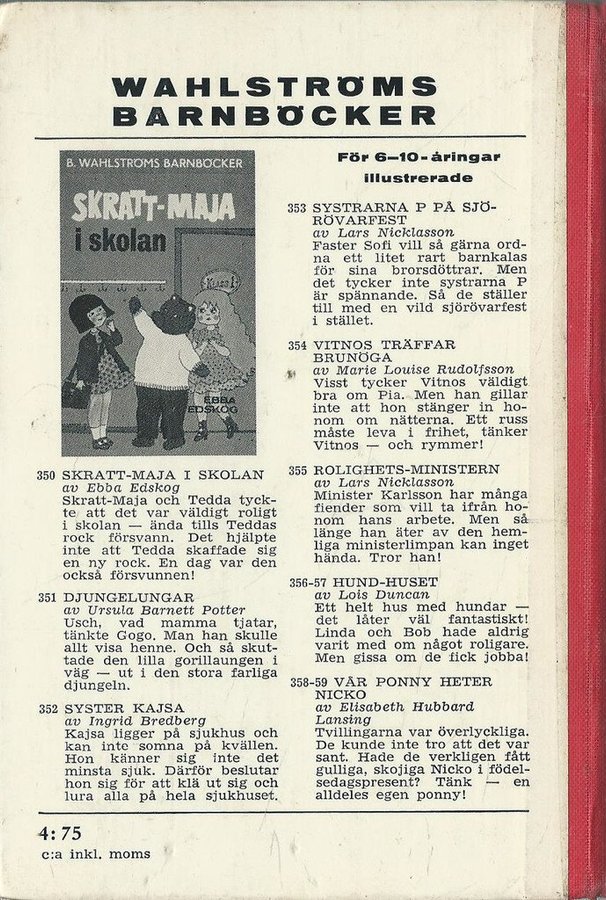 WAHLSTRÖMS
BARNBÖCKER
B. WAHLSTRÖMS BARNBÖCKER
SKRATT-MAJA
i skolan
KLASS 1
EBBA
EDSKOG
350 SKRATT-MAJA I SKOLAN
av Ebba Edskog
Skratt-Maja och Tedda tyck-
te att det var väldigt roligt
i skolan — ända tills Teddas
rock försvann. Det hjälpte
inte att Tedda skaffade sig
en ny rock. En dag var den
också försvunnen!
351 DJUNGELUNGAR
av Ursula Barnett Potter
Usch, vad mamma tjatar,
tänkte Gogo. Man han skulle
allt visa henne. Och så skut-
tade den lilla gorillaungen i
väg — ut i den stora farliga
djungeln.
352 SYSTER KAJSA
av Ingrid Bredberg
Kajsa ligger på sjukhus och
kan inte somna på kvällen.
Hon känner sig inte det
minsta sjuk. Därför beslutar
hon sig för att klä ut sig och
lura alla på hela sjukhuset.
För 6—10-åringar
illustrerade
353 SYSTRARNA P PÅ SJÖ-
RÖVARFEST
av Lars Nicklasson
Faster Sofi vill så gärna ord-
na ett litet rart barnkalas
för sina brorsdöttrar. Men
det tycker inte systrarna P
är spännande. Så de ställer
till med en vild sjörövarfest
i stället.
354 VITNOS TRÄFFAR
BRUNÖGA
av Marie Louise Rudolfsson
Visst tycker Vitnos väldigt
bra om Pia. Men han gillar
inte att hon stänger in ho-
nom om nätterna. Ett russ
måste leva i frihet, tänker
Vitnos — och rymmer!
355 ROLIGHETS-MINISTERN
av Lars Nicklasson
Minister Karlsson har många
fiender som vill ta ifrån ho-
nom hans arbete. Men så
länge han äter av den hem-
liga ministerlimpan kan inget
hända. Tror han!
356-57 HUND-HUSET
av Lois Duncan
Ett helt hus med hundar —
det låter väl fantastiskt!
Linda och Bob hade aldrig
varit med om något roligare.
Men gissa om de fick jobba!
358-59 VÅR PONNY HETER
NICKO
av Elisabeth Hubbard
Lansing
Tvillingarna var överlyckliga.
De kunde inte tro att det var
sant. Hade de verkligen fått
gulliga, skojiga Nicko i födel-
sedagspresent? Tänk — en
alldeles egen ponny!
4:75
c:a inkl. moms